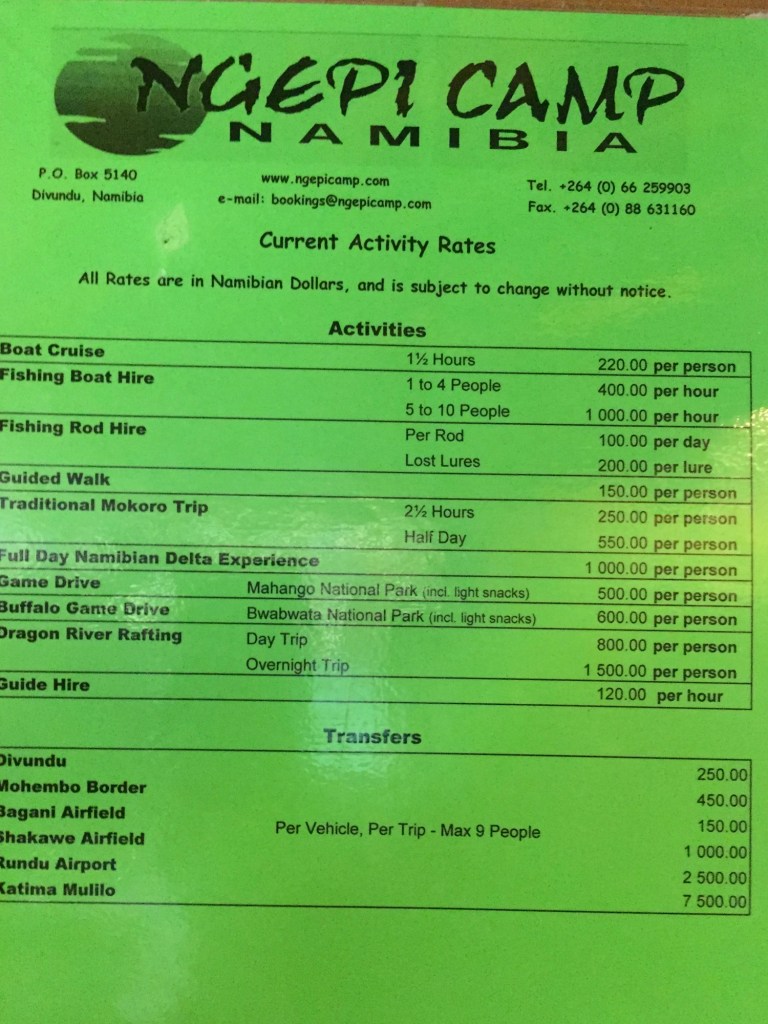 NGEPI CAMP
NAMIBIA
P.O. Box 5140
Divundu, Namibia
www.ngepicamp.com
e-mail: bookings@ngepicamp.com
Tel. +264 (0) 66 259903
Fax. +264 (0) 88 631160
Current Activity Rates
All Rates are in Namibian Dollars, and is subject to change without notice.
Activities
Boat Cruise 1½ Hours 220.00 per person
Fishing Boat Hire 1 to 4 People 400.00 per hour
5 to 10 People 1 000.00 per hour
Fishing Rod Hire Per Rod 100.00 per day
Lost Lures 200.00 per lure
Guided Walk 150.00 per person
Traditional Mokoro Trip 2½ Hours 250.00 per person
Half Day 550.00 per person
Full Day Namibian Delta Experience 1 000.00 per person
Game Drive Mahango National Park (incl. light snacks) 500.00 per person
Buffalo Game Drive Bwabwata National Park (incl. light snacks) 600.00 per person
Dragon River Rafting Day Trip 800.00 per person
Overnight Trip 1 500.00 per person
Guide Hire 120.00 per hour
Transfers
Divundu 250.00
Mohembo Border 450.00
Bagani Airfield 150.00
Per Vehicle, Per Trip - Max 9 People
Shakawe Airfield 1 000.00
Rundu Airport 2 500.00
Katima Mulilo 7 500.00